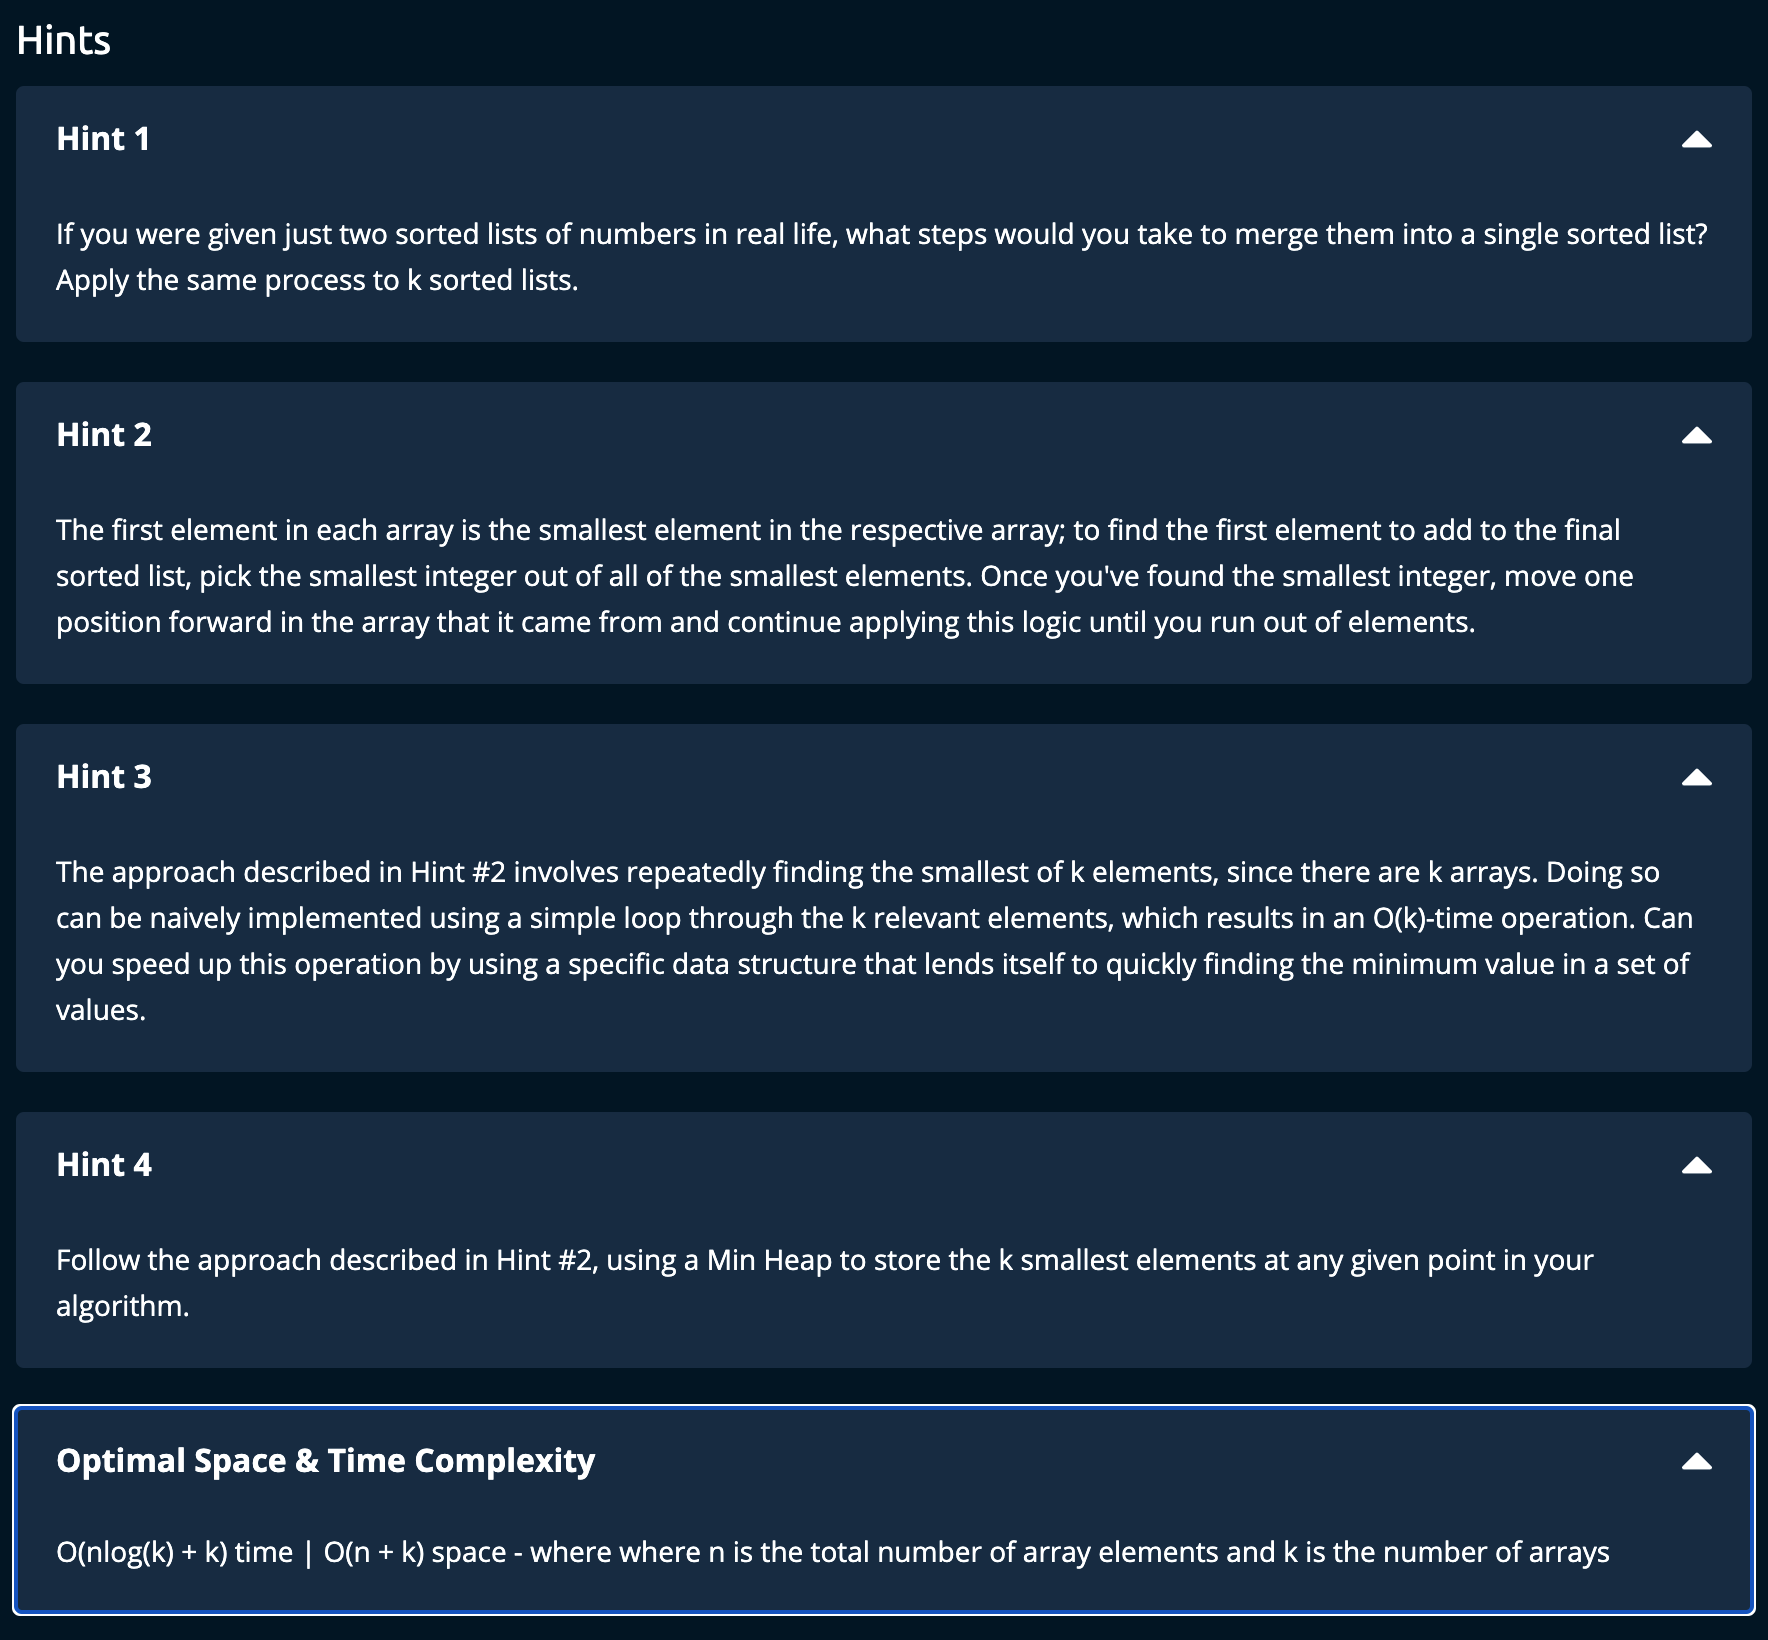 Hints
Hint 1
If you were given just two sorted lists of numbers in real life, what steps would you take to merge them into a single sorted list?
Apply the same process to k sorted lists.
Hint 2
The first element in each array is the smallest element in the respective array; to find the first element to add to the final
sorted list, pick the smallest integer out of all of the smallest elements. Once you've found the smallest integer, move one
position forward in the array that it came from and continue applying this logic until you run out of elements.
Hint 3
The approach described in Hint #2 involves repeatedly finding the smallest of k elements, since there are k arrays. Doing so
can be naively implemented using a simple loop through the k relevant elements, which results in an O(k)-time operation. Can
you speed up this operation by using a specific data structure that lends itself to quickly finding the minimum value in a set of
values.
Hint 4
Follow the approach described in Hint #2, using a Min Heap to store the k smallest elements at any given point in your
algorithm.
Optimal Space & Time Complexity
O(nlog(k) + k) time | O(n + k) space - where where n is the total number of array elements and k is the number of arrays